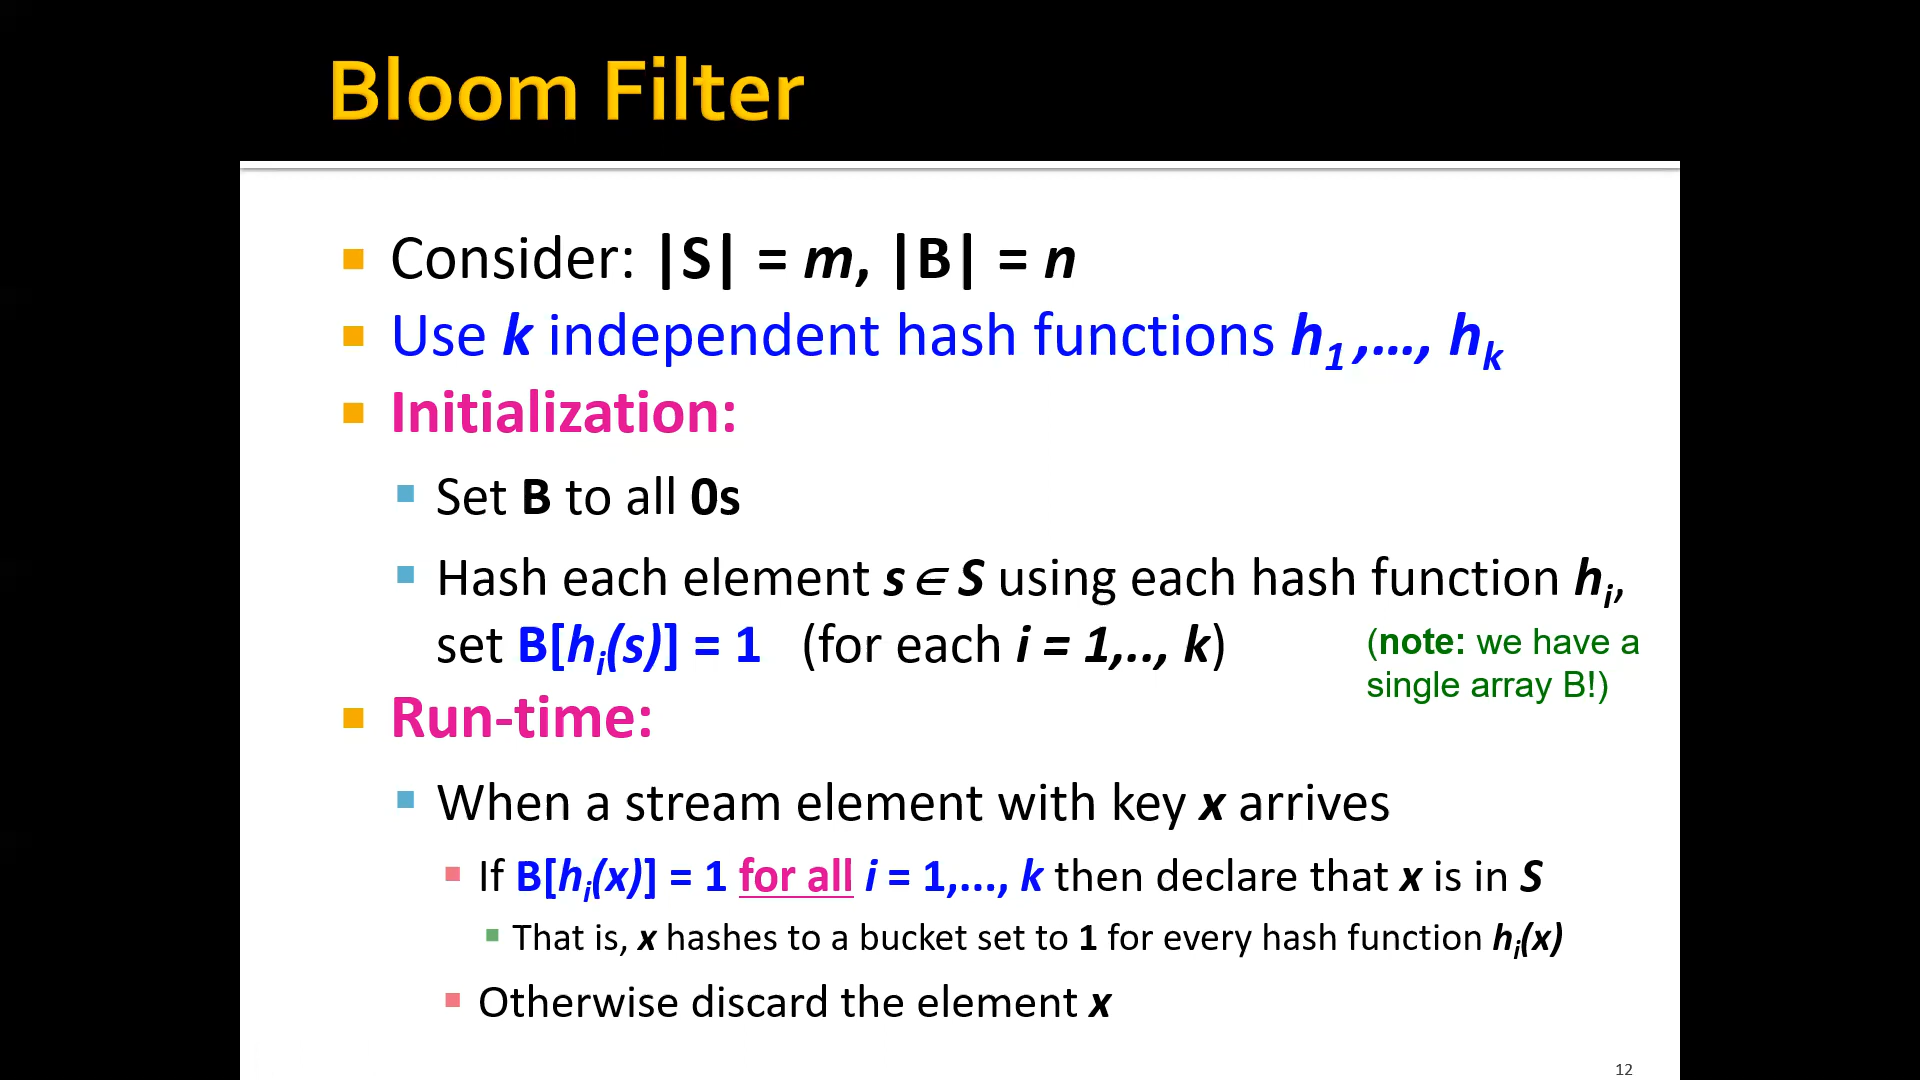 Bloom Filter
Consider: |S| = m, |B| = n
Use k independent hash functions h1 ,..., hk
Initialization:
Set B to all 0s
Hash each element s ∈ S using each hash function hi,
set B[hi(s)] = 1 (for each i = 1,.., k)
(note: we have a
single array B!)
Run-time:
When a stream element with key x arrives
If B[hi(x)] = 1 for all i = 1,..., k then declare that x is in S
That is, x hashes to a bucket set to 1 for every hash function hi(x)
Otherwise discard the element x
12